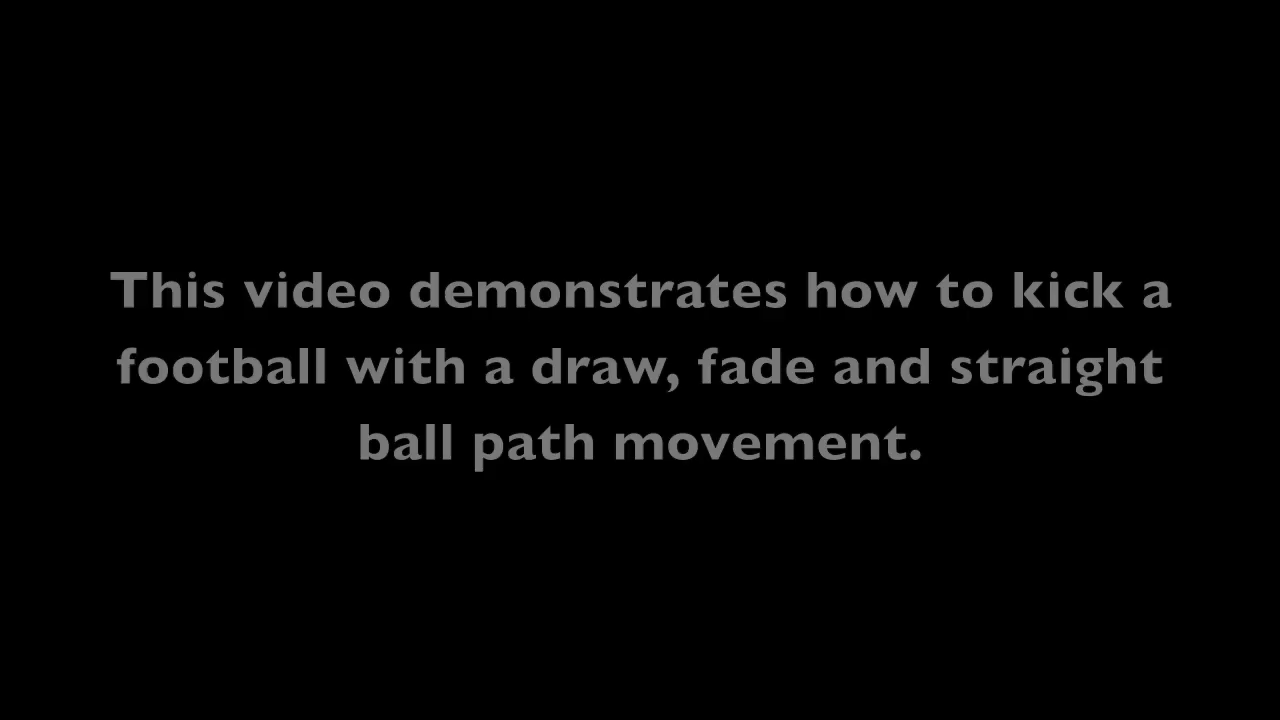 This video demonstrates how to kick a
football with a draw, fade and straight
ball path movement.